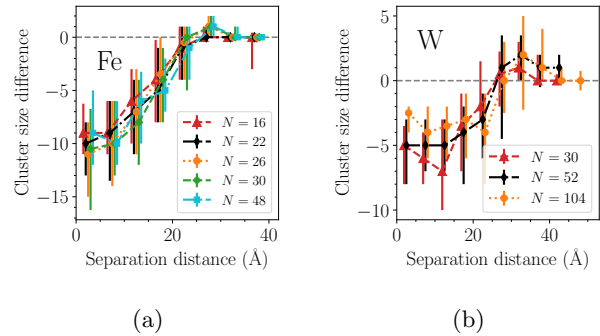 Fe
Cluster size difference
0
−5
−10
−15
N = 16
N = 22
N = 26
N = 30
N = 48
0
20
40
Separation distance (Å)
(a)
W
Cluster size difference
5
0
−5
−10
N = 30
N = 52
N = 104
0
20
40
Separation distance (Å)
(b)